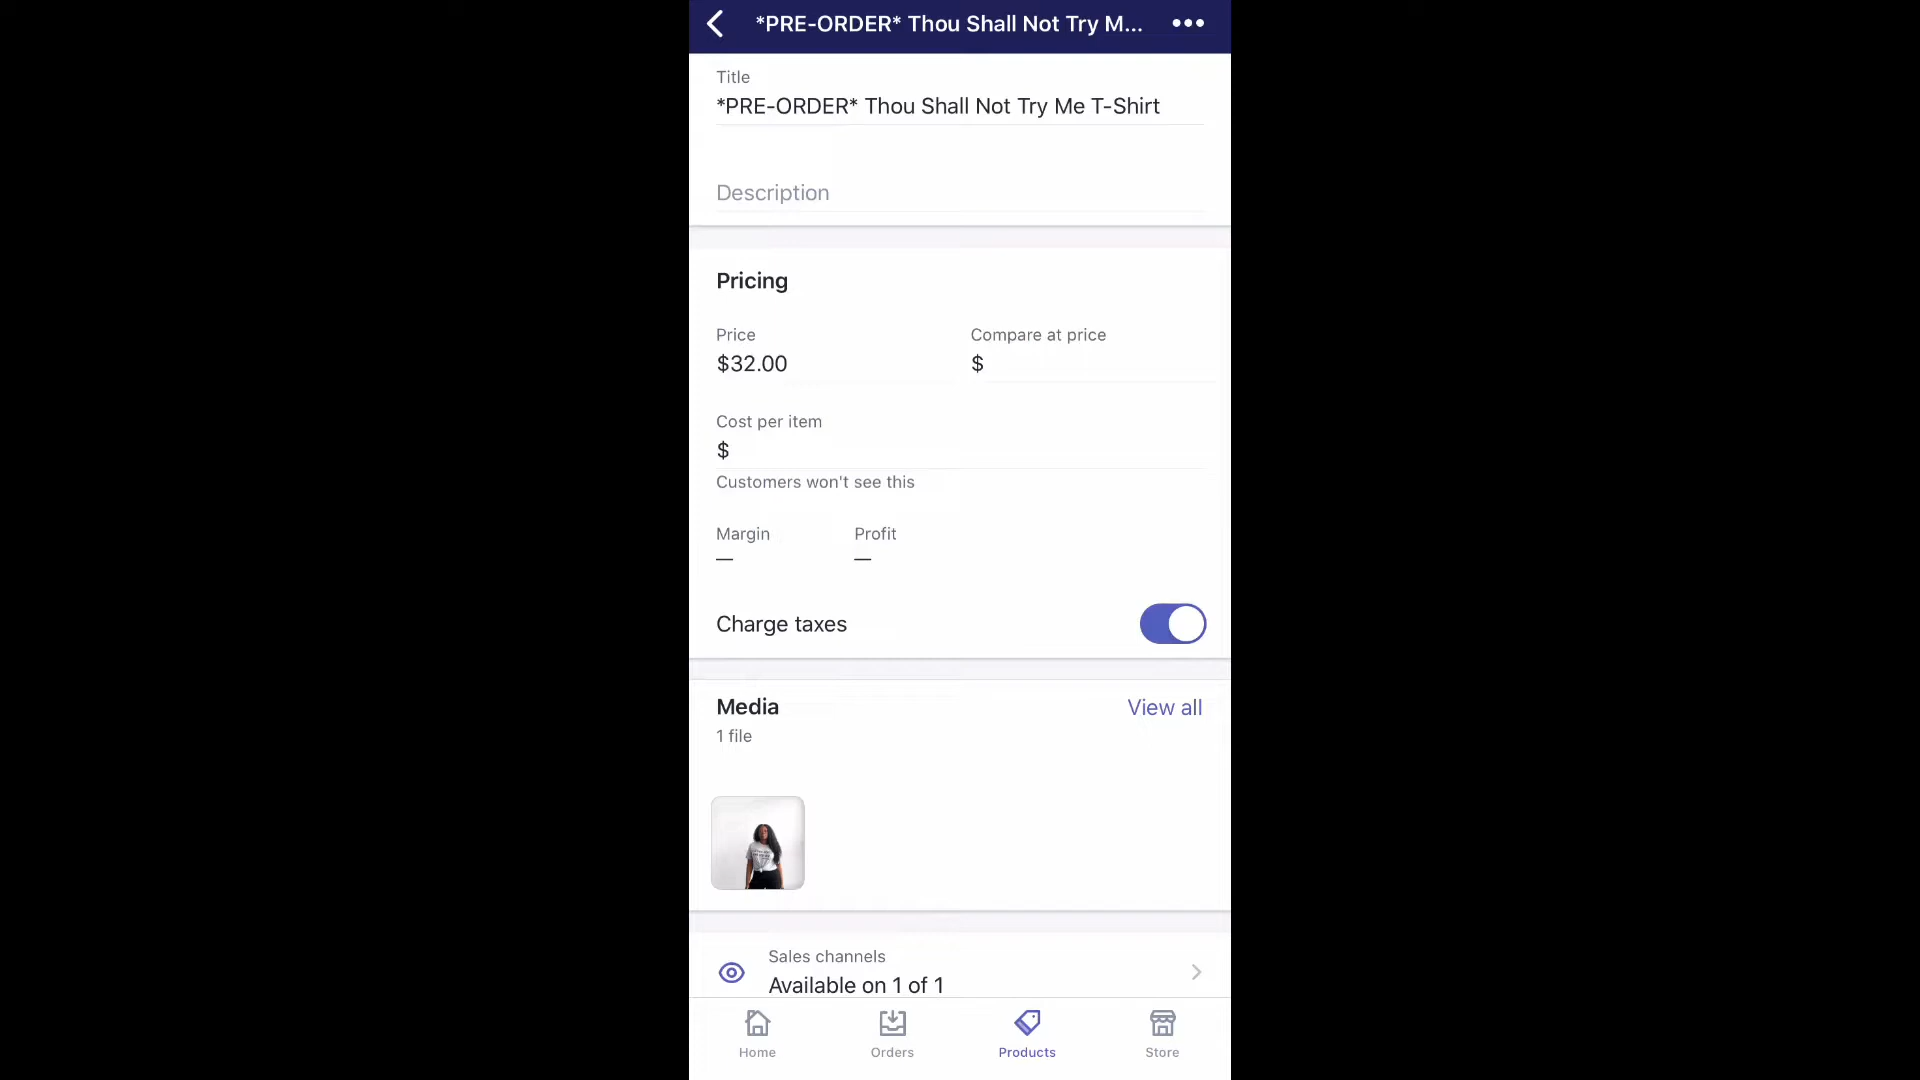 *PRE-ORDER* Thou Shall Not Try M...
Title
*PRE-ORDER* Thou Shall Not Try Me T-Shirt
Description
Pricing
Price
Compare at price
$32.00
$
Cost per item
$
Customers won't see this
Margin
Profit
—
—
Charge taxes
Media
View all
1 file
Sales channels
Available on 1 of 1
Home
Orders
Products
Store